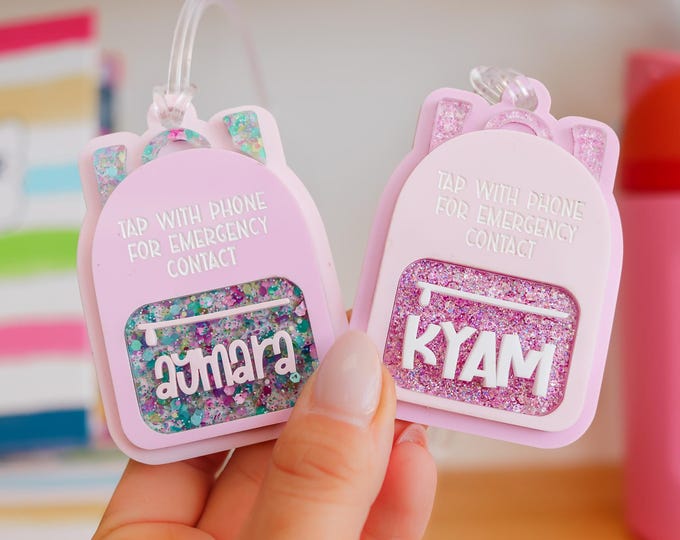 TAP WITH PHONE
FOR EMERGENCY
CONTACT
aymara
TAP WITH PHONE
FOR EMERGENCY
CONTACT
KYAM